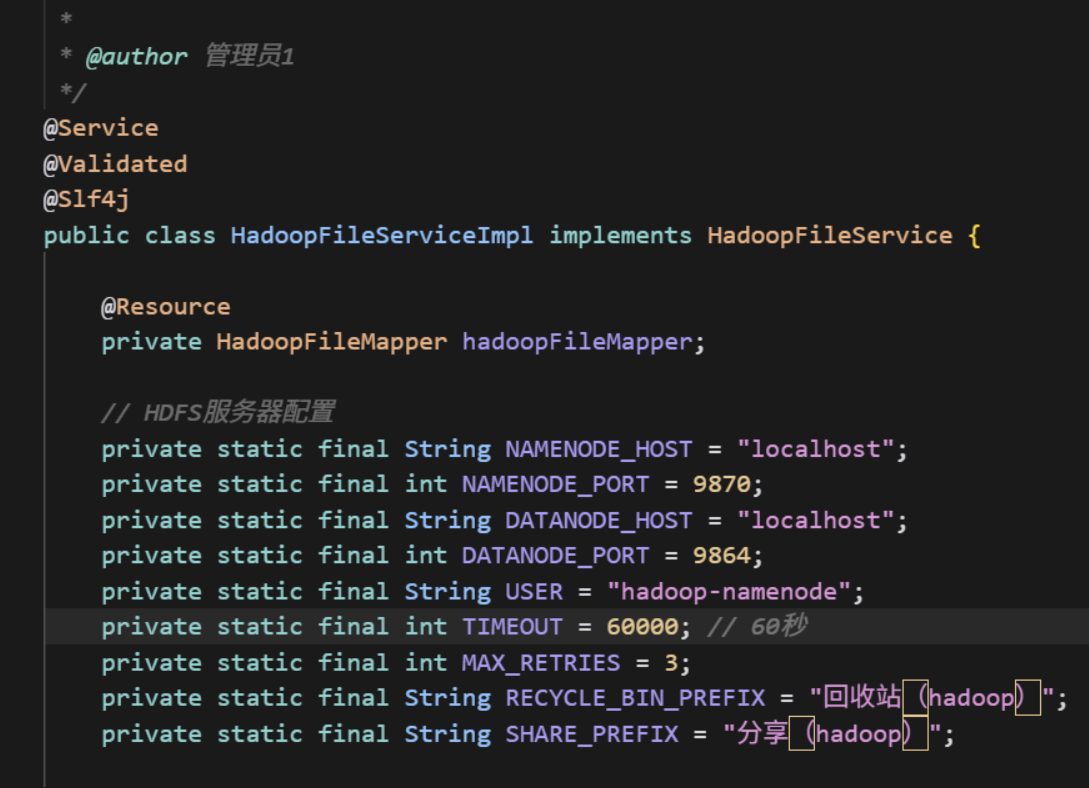 *
* @author 管理员1
*/
@Service
@Validated
@Slf4j
public class HadoopFileServiceImpl implements HadoopFileService {
@Resource
private HadoopFileMapper hadoopFileMapper;
// HDFS服务器配置
private static final String NAMENODE_HOST = "localhost";
private static final int NAMENODE_PORT = 9870;
private static final String DATANODE_HOST = "localhost";
private static final int DATANODE_PORT = 9864;
private static final String USER = "hadoop-namenode";
private static final int TIMEOUT = 60000; // 60秒
private static final int MAX_RETRIES = 3;
private static final String RECYCLE_BIN_PREFIX = "回收站（hadoop）";
private static final String SHARE_PREFIX = "分享（hadoop）";